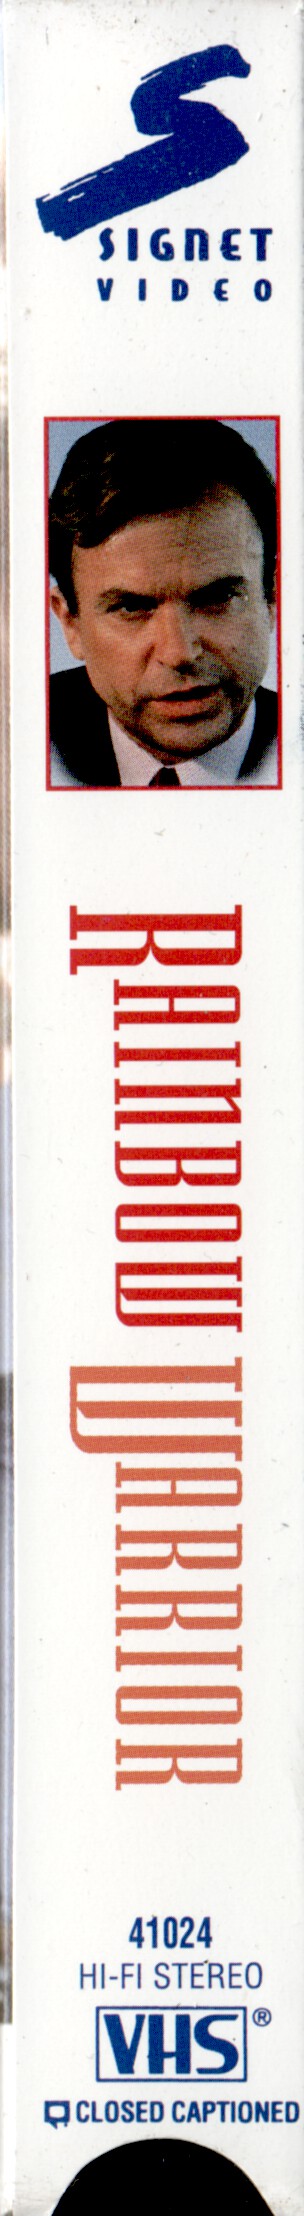 SIGNET
VIDEO
RAINBOW WARRIOR
41024
HI-FI STEREO
VHS®
CLOSED CAPTIONED